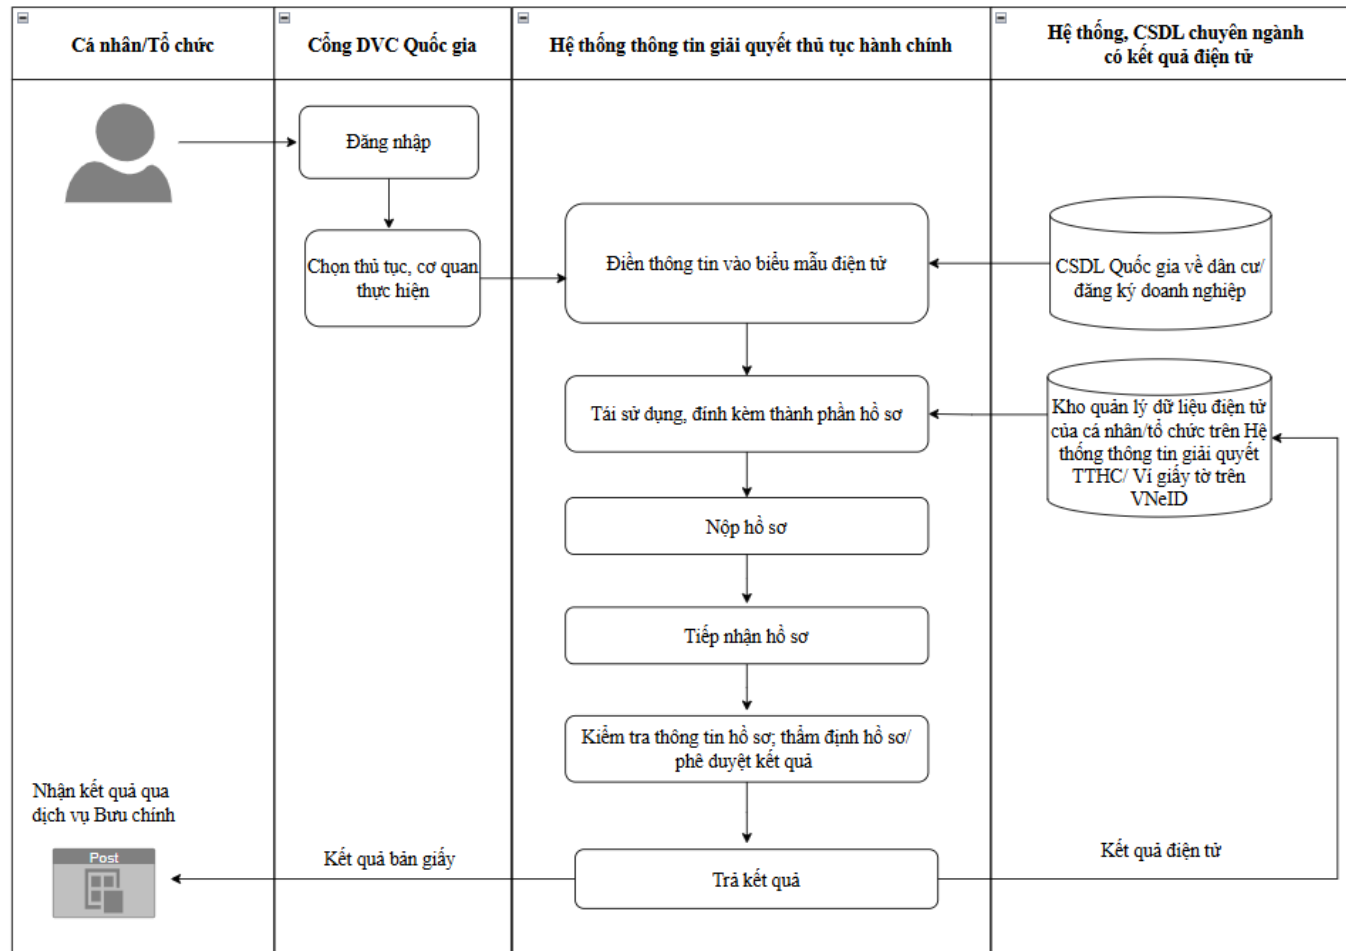 Cá nhân/Tổ chức
Cổng DVC Quốc gia
Hệ thống thông tin giải quyết thủ tục hành chính
Hệ thống, CSDL chuyên ngành
có kết quả điện tử
Đăng nhập
Chọn thủ tục, cơ quan
thực hiện
Điền thông tin vào biểu mẫu điện tử
CSDL Quốc gia về dân cư/
đăng ký doanh nghiệp
Tái sử dụng, đính kèm thành phần hồ sơ
Kho quản lý dữ liệu điện tử
của cá nhân/tổ chức trên Hệ
thống thông tin giải quyết
TTHC/ Ví giấy tờ trên
VNeID
Nộp hồ sơ
Tiếp nhận hồ sơ
Kiểm tra thông tin hồ sơ; thẩm định hồ sơ/
phê duyệt kết quả
Nhận kết quả qua
dịch vụ Bưu chính
Post
Kết quả bản giấy
Trả kết quả
Kết quả điện tử